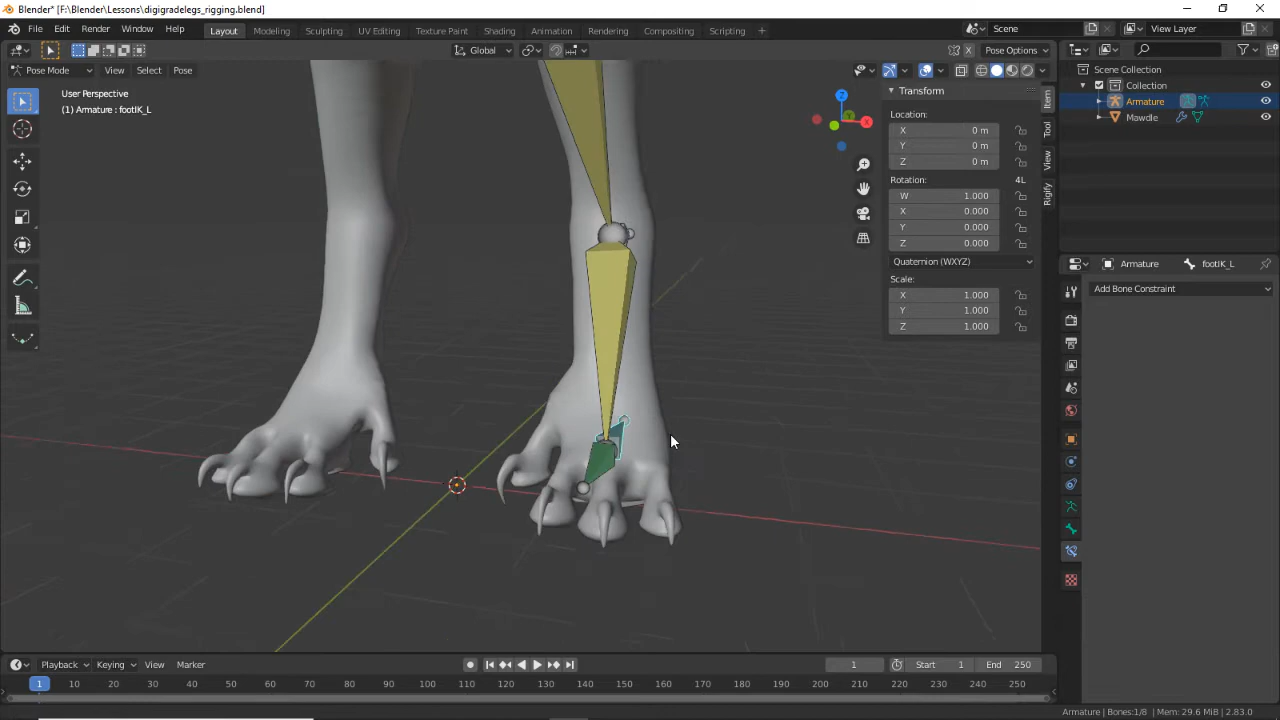 Blender* [F:\Blender\Lessons\digigradelegs_rigging.blend]
File Edit Render Window Help Layout Modeling Sculpting UV Editing Texture Paint Shading Animation Rendering Compositing Scripting + Scene View Layer
Global Pose Options
Pose Mode View Select Pose
User Perspective
(1) Armature : footIK_L
X
Y
Z
Transform
Location:
X 0 m
Y 0 m
Z 0 m
Rotation: 4L
W 1.000
X 0.000
Y 0.000
Z 0.000
Quaternion (WXYZ)
Scale:
X 1.000
Y 1.000
Z 1.000
Item
Tool
View
Rigify
Scene Collection
Collection
Armature
Mawdle
Armature footIK_L
Add Bone Constraint
Playback Keying View Marker 1 Start 1 End 250
1 10 20 30 40 50 60 70 80 90 100 110 120 130 140 150 160 170 180 190 200 210 220 230 240 250
Armature | Bones:1/8 | Mem: 29.6 MiB | 2.83.0